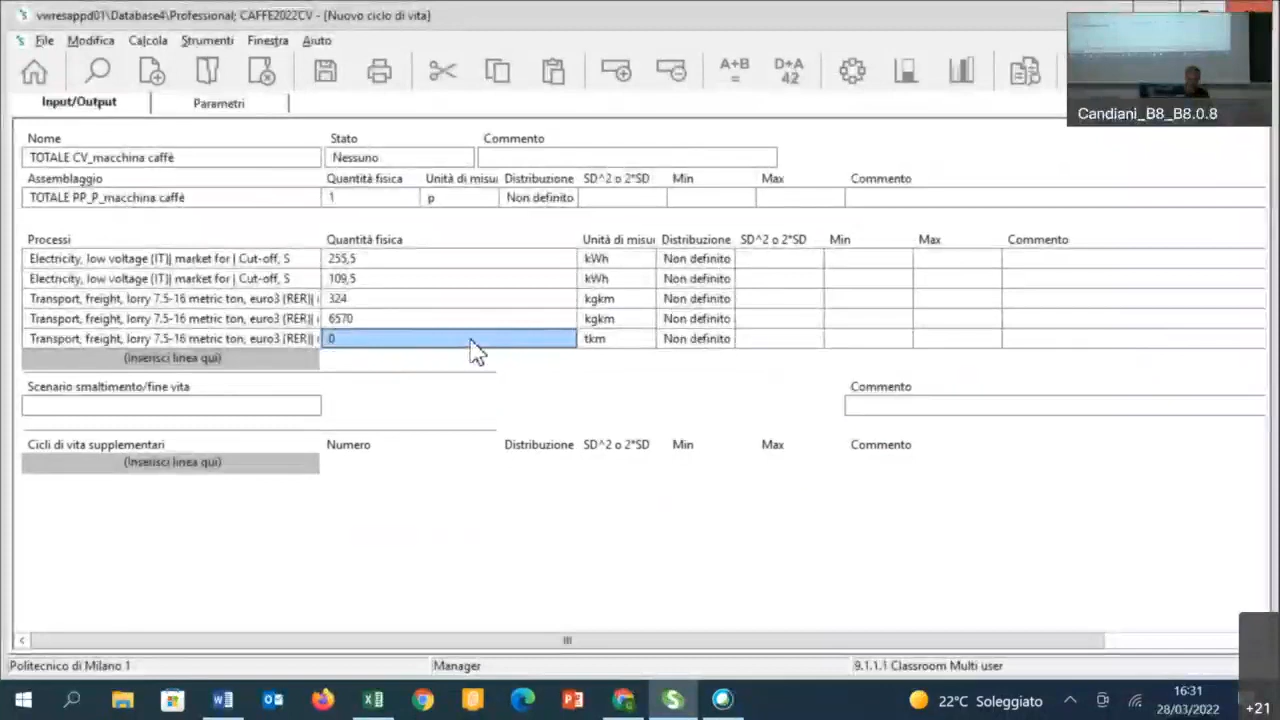 vwresappd01\Database4\Professional; CAFFE2022CV - [Nuovo ciclo di vita]
File Modifica Calcola Strumenti Finestra Aiuto
A+B = D+A 42
Input/Output Parametri
Candiani_B8_B8.0.8
Nome Stato Commento
TOTALE CV_macchina caffè Nessuno
Assemblaggio Quantità fisica Unità di misu Distribuzione SD^2 o 2*SD Min Max Commento
TOTALE PP_P_macchina caffè 1 p Non definito
Processi Quantità fisica Unità di misu Distribuzione SD^2 o 2*SD Min Max Commento
Electricity, low voltage {IT}| market for | Cut-off, S 255,5 kWh Non definito
Electricity, low voltage {IT}| market for | Cut-off, S 109,5 kWh Non definito
Transport, freight, lorry 7.5-16 metric ton, euro3 {RER}| 324 kgkm Non definito
Transport, freight, lorry 7.5-16 metric ton, euro3 {RER}| 6570 kgkm Non definito
Transport, freight, lorry 7.5-16 metric ton, euro3 {RER}| 0 tkm Non definito
(Inserisci linea qui)
Scenario smaltimento/fine vita Commento
Cicli di vita supplementari Numero Distribuzione SD^2 o 2*SD Min Max Commento
(Inserisci linea qui)
Politecnico di Milano 1 Manager 9.1.1.1 Classroom Multi user
22°C Soleggiato 16:31
28/03/2022
+21